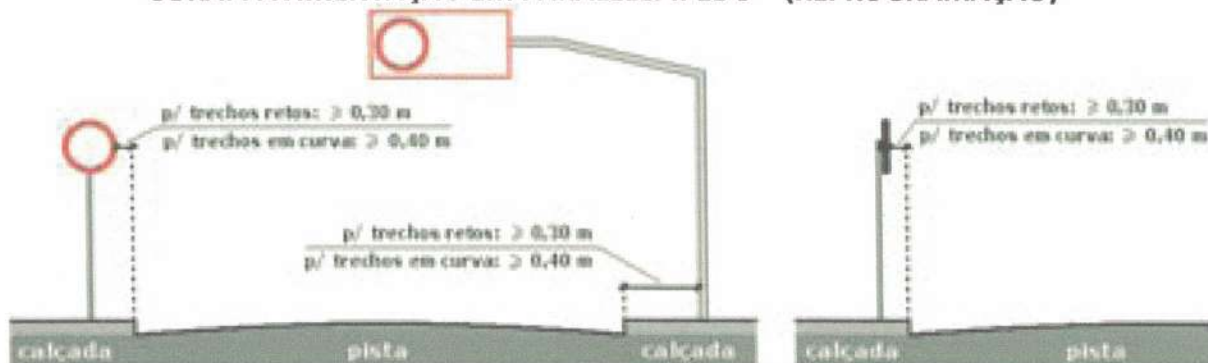 p/ trechos retos: ⩾ 0,30 m
p/ trechos em curva: ⩾ 0,40 m
p/ trechos retos: ⩾ 0,30 m
p/ trechos em curva: ⩾ 0,40 m
p/ trechos retos: ⩾ 0,30 m
p/ trechos em curva: ⩾ 0,40 m
calçada
pista
calçada
calçada
pista